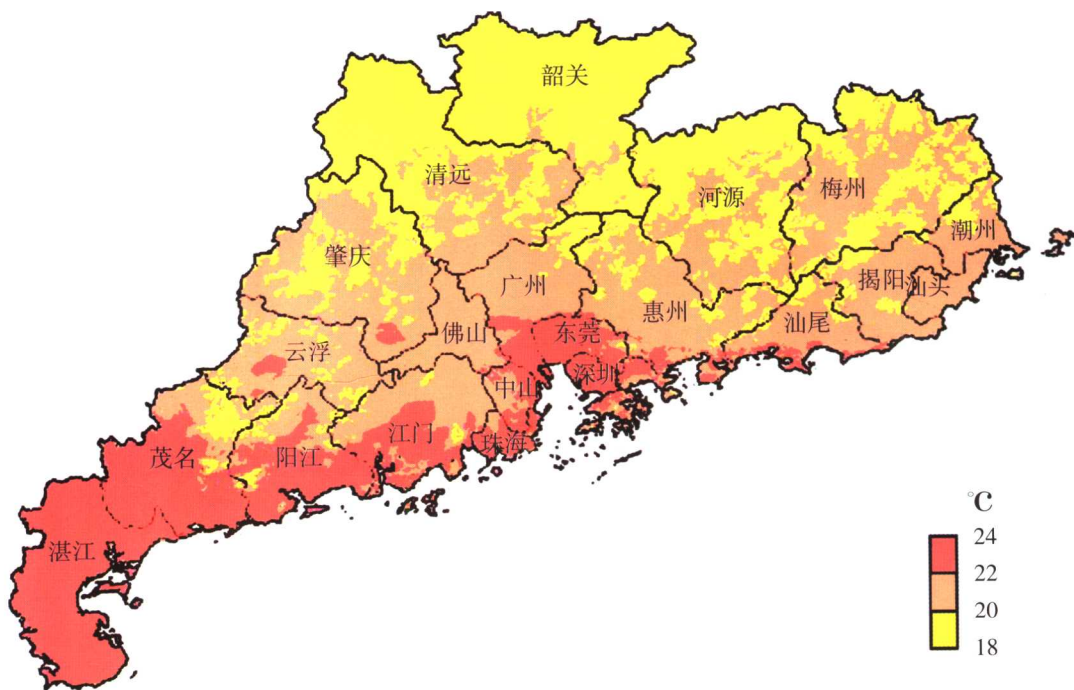 韶关
清远
河源
梅州
潮州
肇庆
广州
揭阳
汕头
惠州
汕尾
佛山
东莞
云浮
中山
深圳
江门
珠海
茂名
阳江
湛江
℃
24
22
20
18